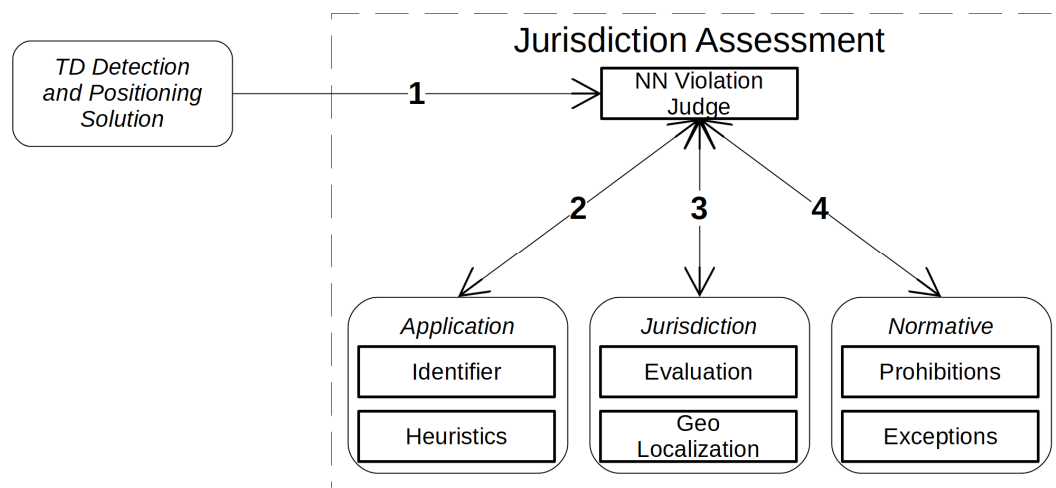 Jurisdiction Assessment
TD Detection
and Positioning
Solution
1
NN Violation
Judge
2
3
4
Application
Identifier
Heuristics
Jurisdiction
Evaluation
Geo
Localization
Normative
Prohibitions
Exceptions